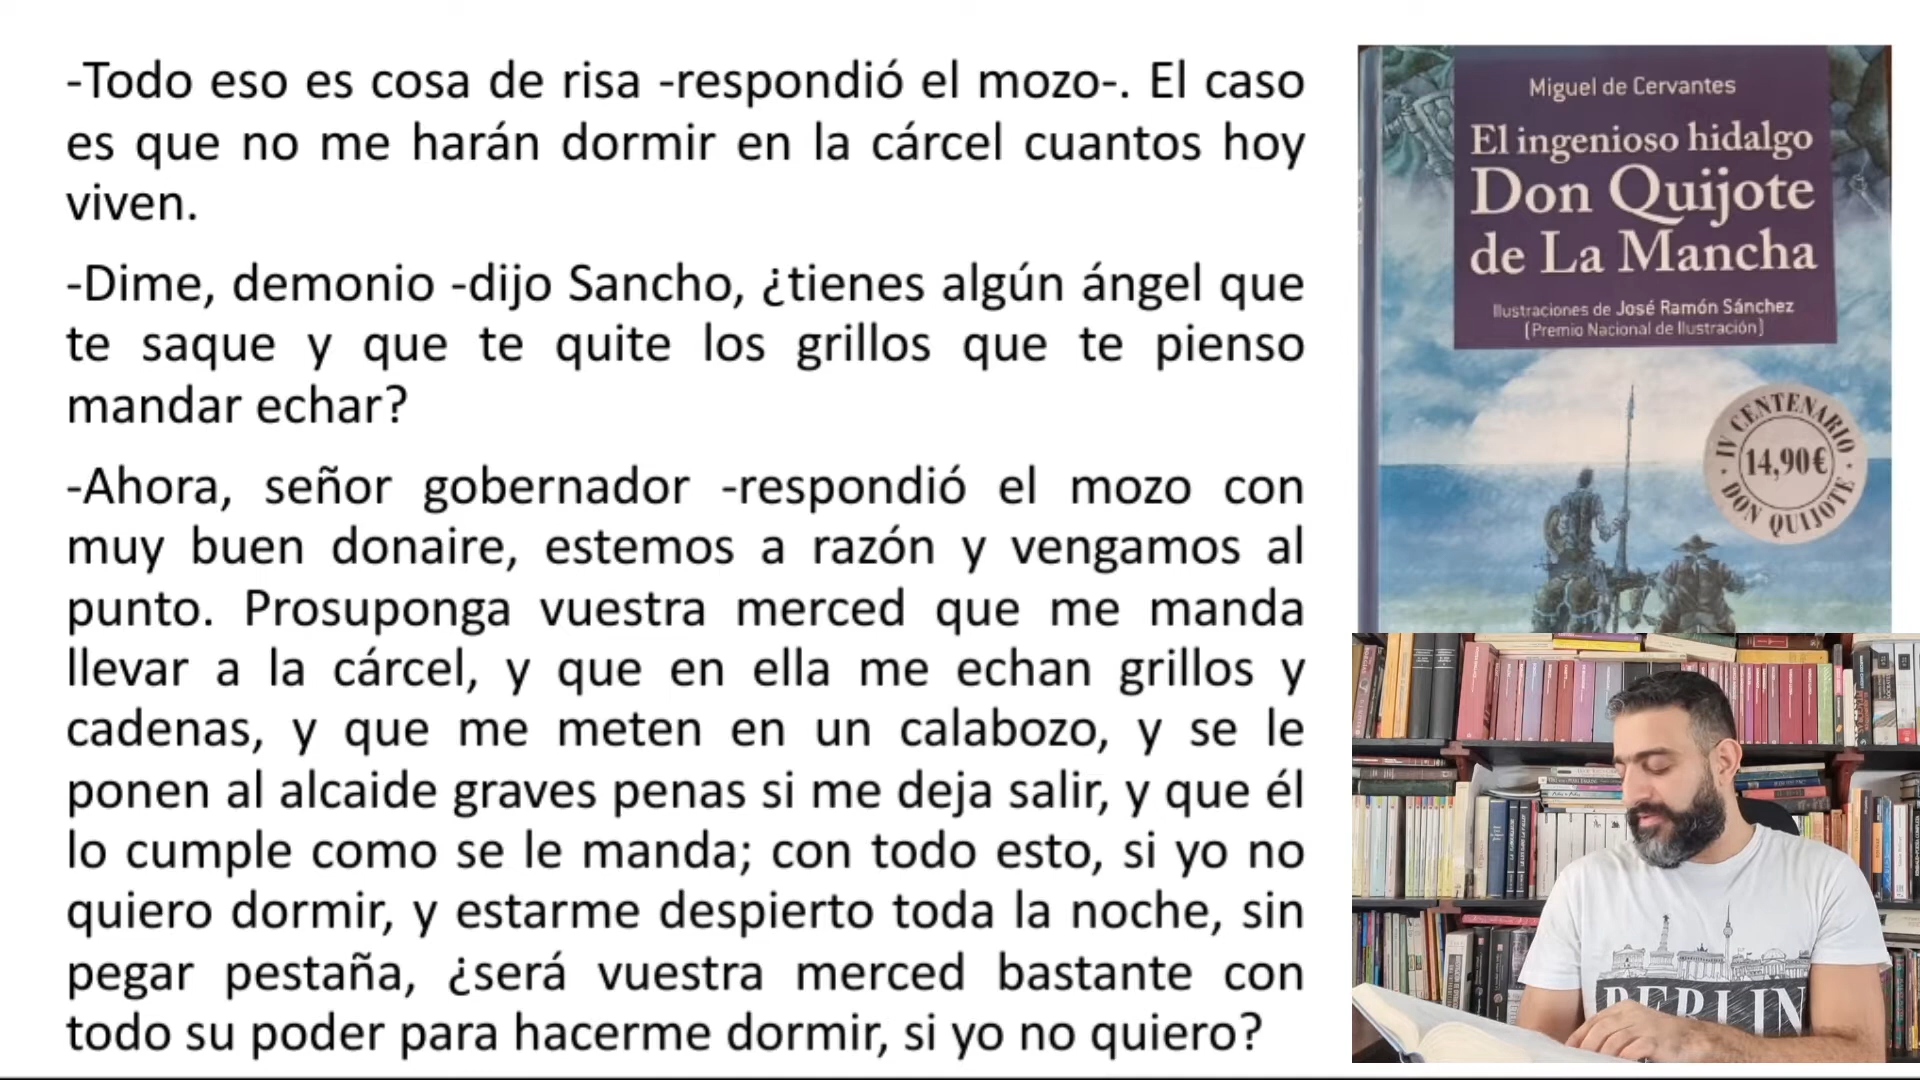 -Todo eso es cosa de risa -respondió el mozo-. El caso
es que no me harán dormir en la cárcel cuantos hoy
viven.
-Dime, demonio -dijo Sancho, ¿tienes algún ángel que
te saque y que te quite los grillos que te pienso
mandar echar?
-Ahora, señor gobernador -respondió el mozo con
muy buen donaire, estemos a razón y vengamos al
punto. Prosuponga vuestra merced que me manda
llevar a la cárcel, y que en ella me echan grillos y
cadenas, y que me meten en un calabozo, y se le
ponen al alcaide graves penas si me deja salir, y que él
lo cumple como se le manda; con todo esto, si yo no
quiero dormir, y estarme despierto toda la noche, sin
pegar pestaña, ¿será vuestra merced bastante con
todo su poder para hacerme dormir, si yo no quiero?
Miguel de Cervantes
El ingenioso hidalgo
Don Quijote
de La Mancha
Ilustraciones de José Ramón Sánchez
(Premio Nacional de Ilustración)
IV CENTENARIO
14,90€
DON QUIJOTE
BERLIN